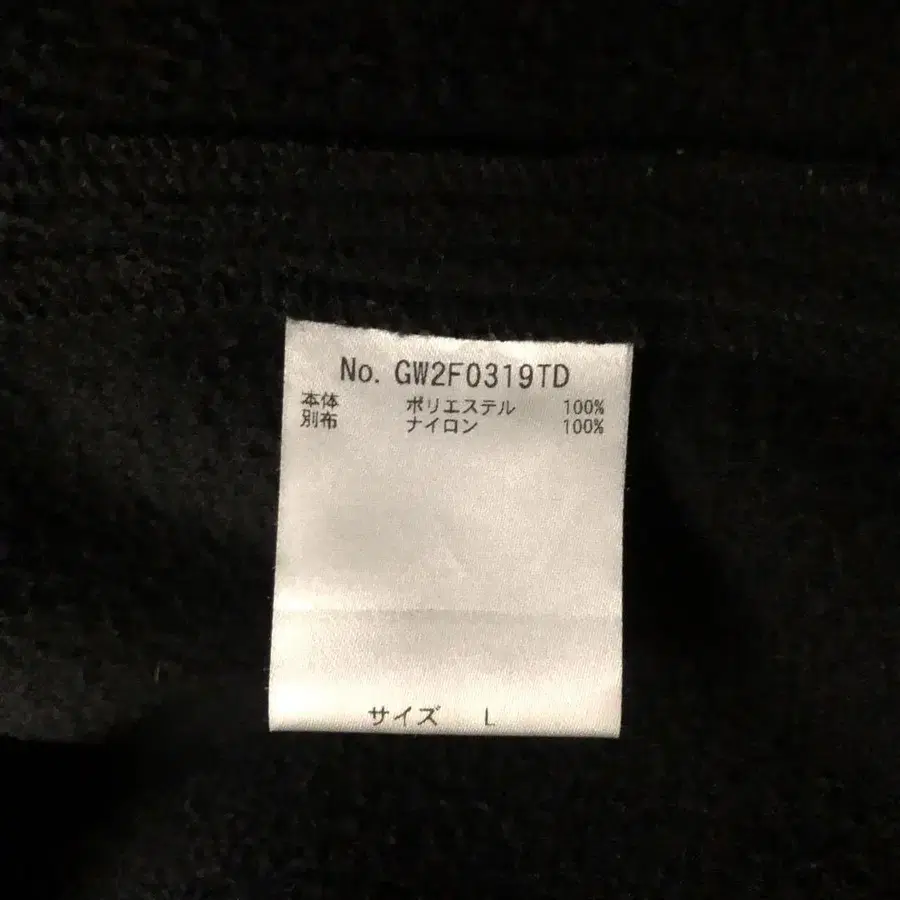 No. GW2F0319TD
本体 ポリエステル 100%
別布 ナイロン 100%
サイズ L